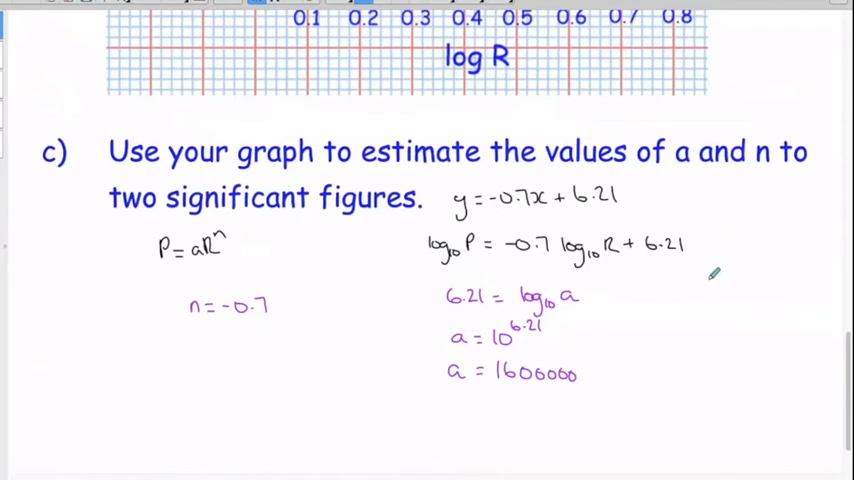 0.1 0.2 0.3 0.4 0.5 0.6 0.7 0.8
log R
c) Use your graph to estimate the values of a and n to
two significant figures. y = -0.7x + 6.21
P = aRⁿ log₁₀ P = -0.7 log₁₀ R + 6.21
n = -0.7 6.21 = log₁₀ a
a = 10^6.21
a = 1600000